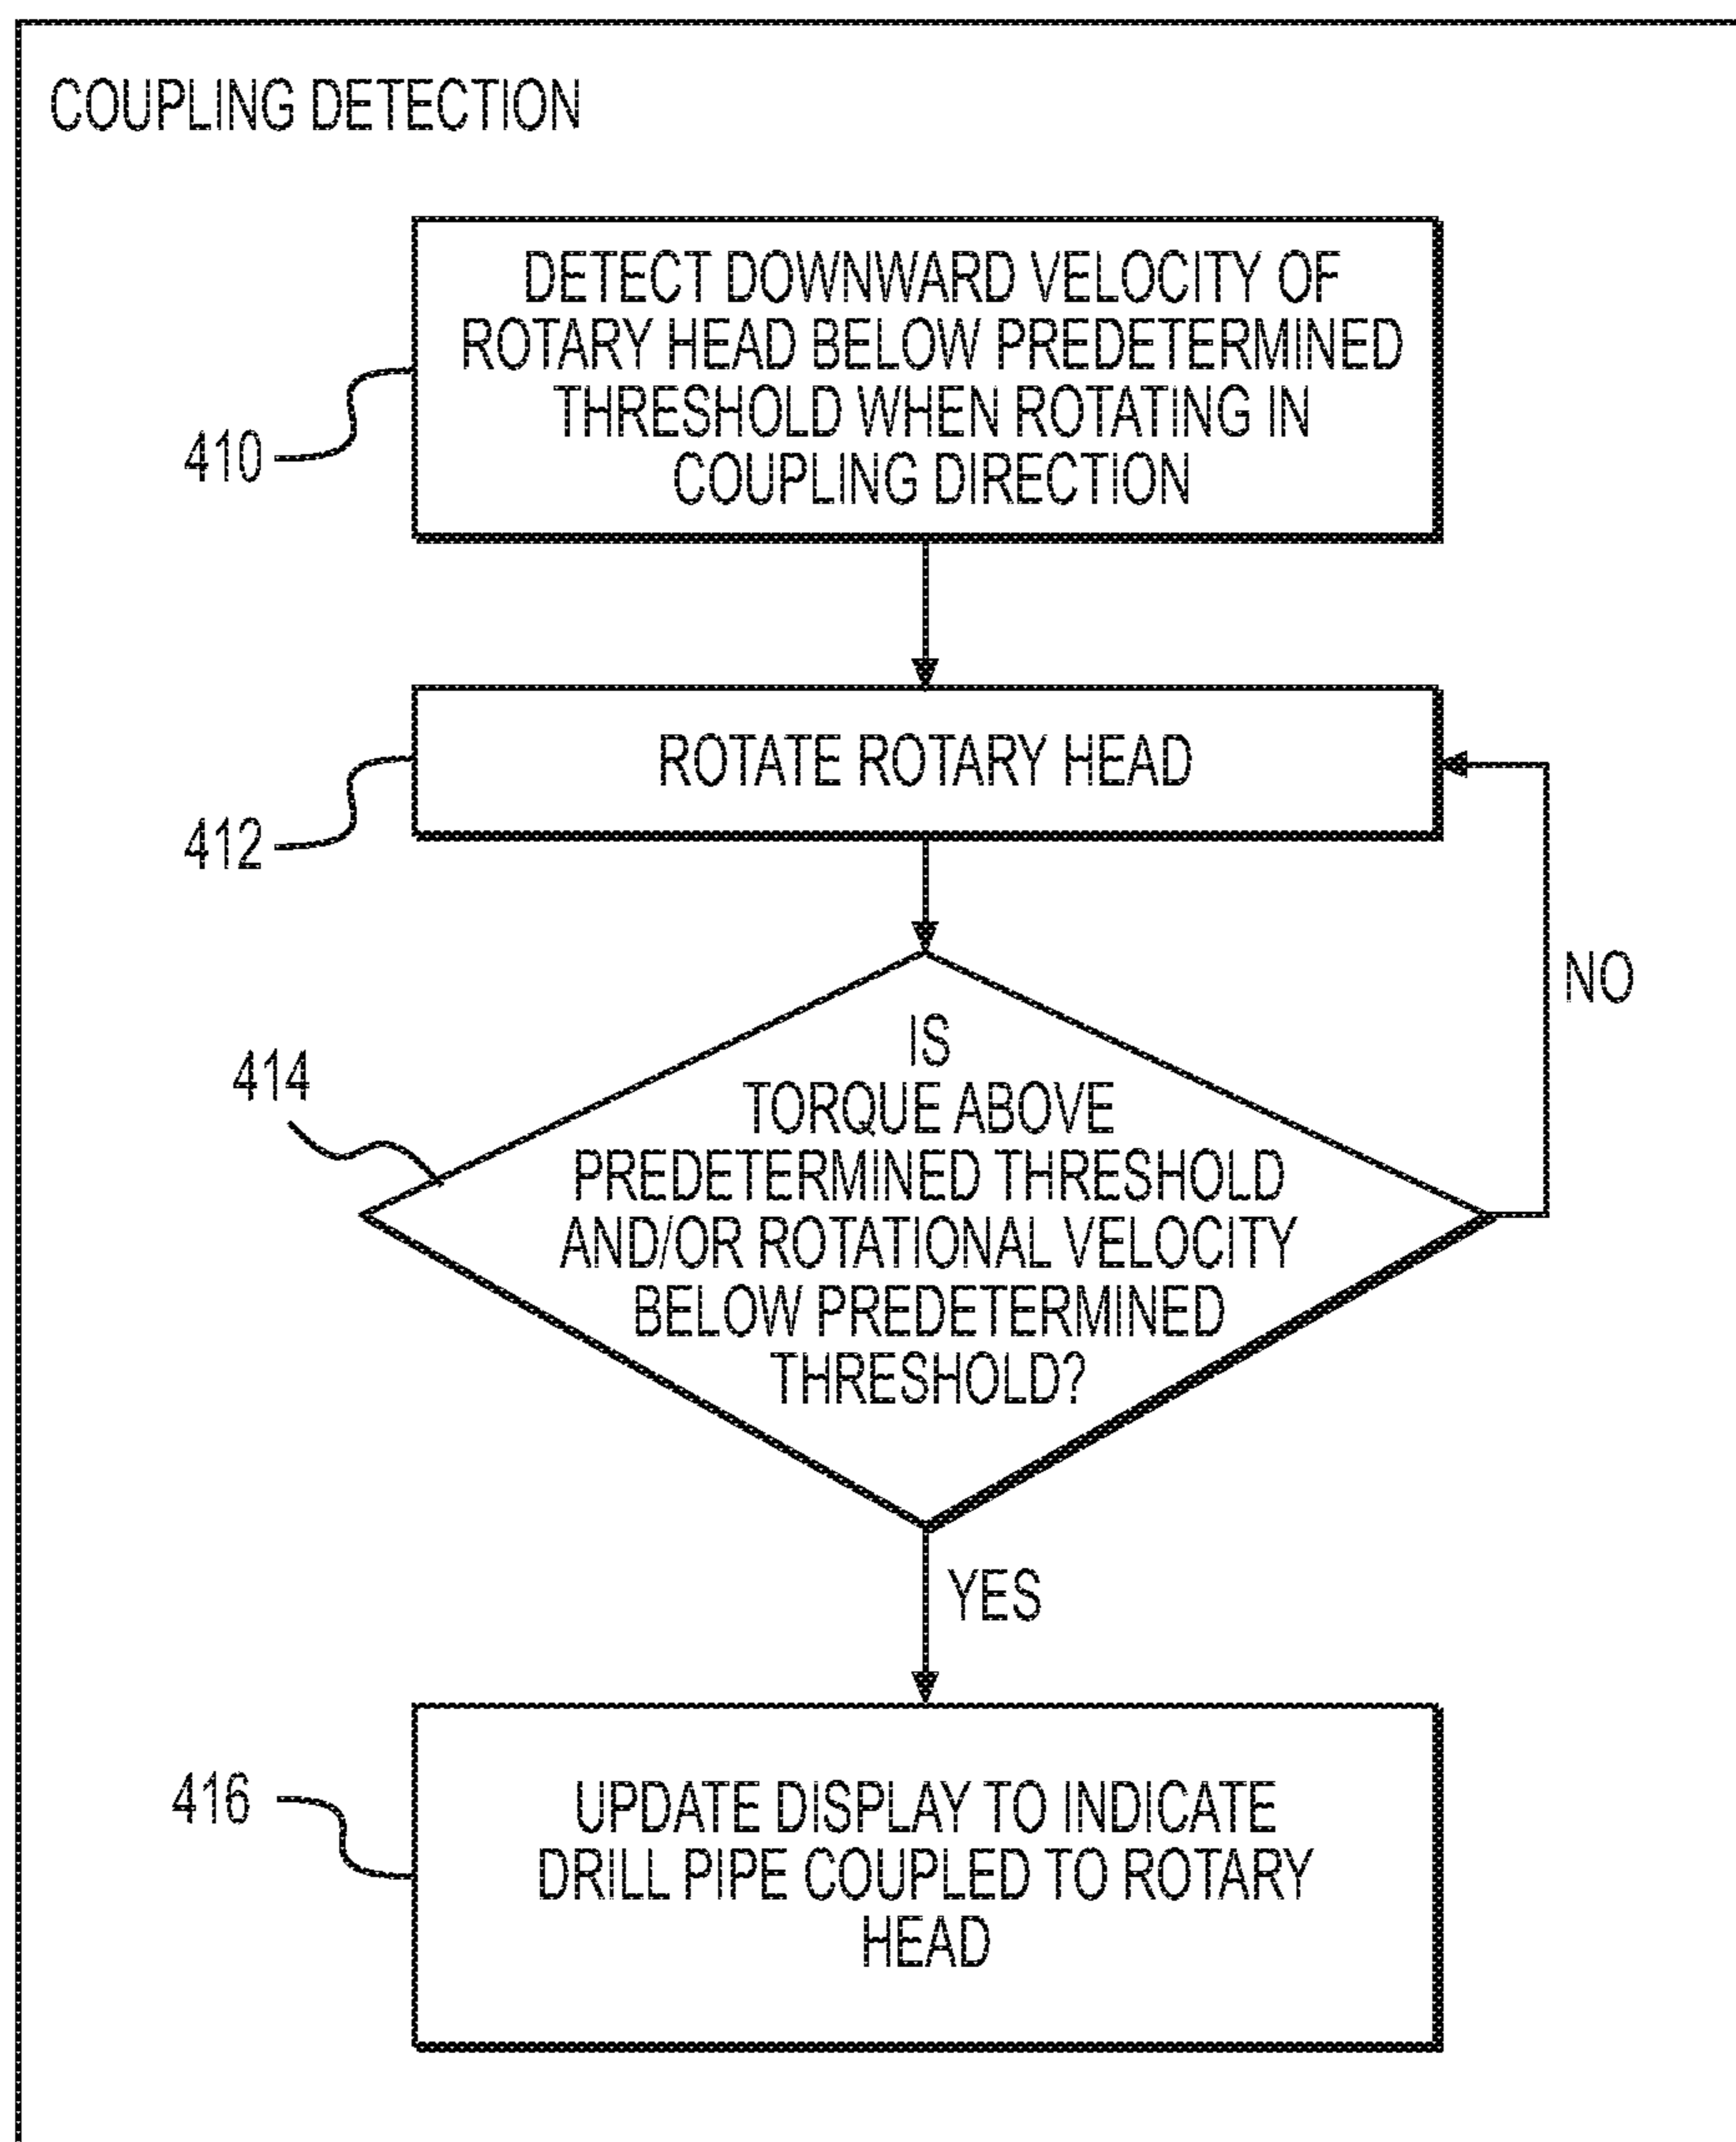 COUPLING DETECTION
DETECT DOWNWARD VELOCITY OF
ROTARY HEAD BELOW PREDETERMINED
THRESHOLD WHEN ROTATING IN
COUPLING DIRECTION
410
ROTATE ROTARY HEAD
412
NO
IS
TORQUE ABOVE
PREDETERMINED THRESHOLD
AND/OR ROTATIONAL VELOCITY
BELOW PREDETERMINED
THRESHOLD?
414
YES
UPDATE DISPLAY TO INDICATE
DRILL PIPE COUPLED TO ROTARY
HEAD
416